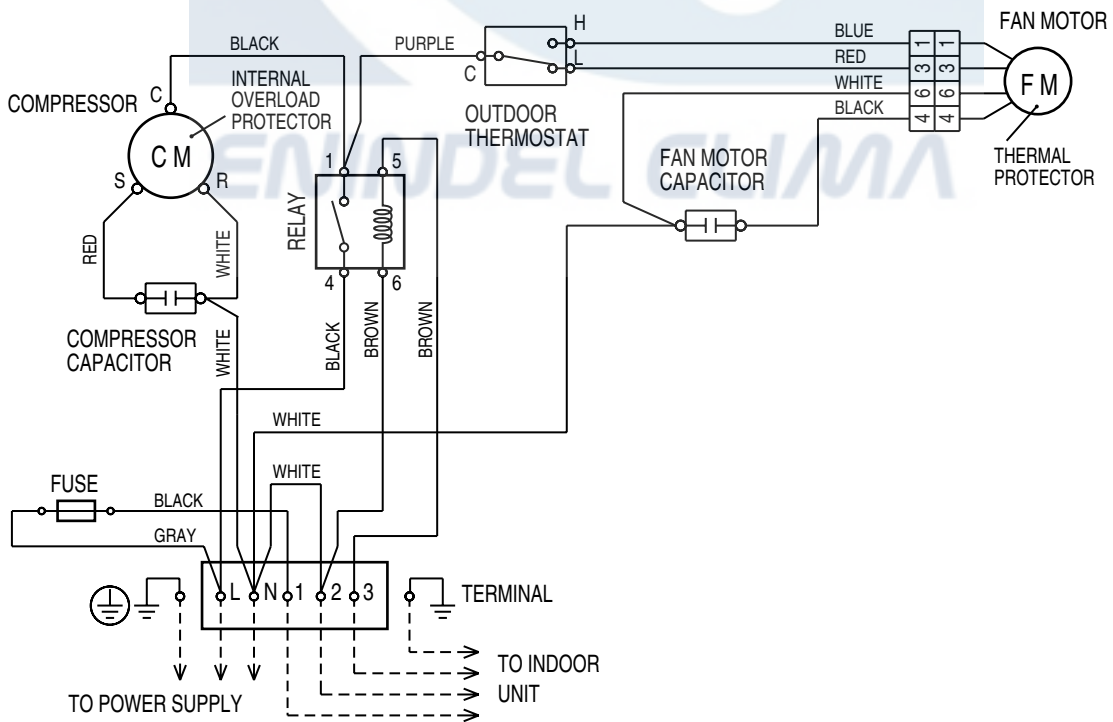 FAN MOTOR
H
BLACK
PURPLE
BLUE
1 1
L
RED
3 3
C
INTERNAL
OVERLOAD
PROTECTOR
C
WHITE
6 6
F M
COMPRESSOR
OUTDOOR
THERMOSTAT
BLACK
4 4
C M
1
5
FAN MOTOR
CAPACITOR
THERMAL
PROTECTOR
ENINDEL CLIMA
S
R
RELAY
RED
WHITE
4
6
COMPRESSOR
CAPACITOR
WHITE
BLACK
BROWN
BROWN
WHITE
WHITE
FUSE
BLACK
GRAY
L N 1 2 3
TERMINAL
TO INDOOR
UNIT
TO POWER SUPPLY